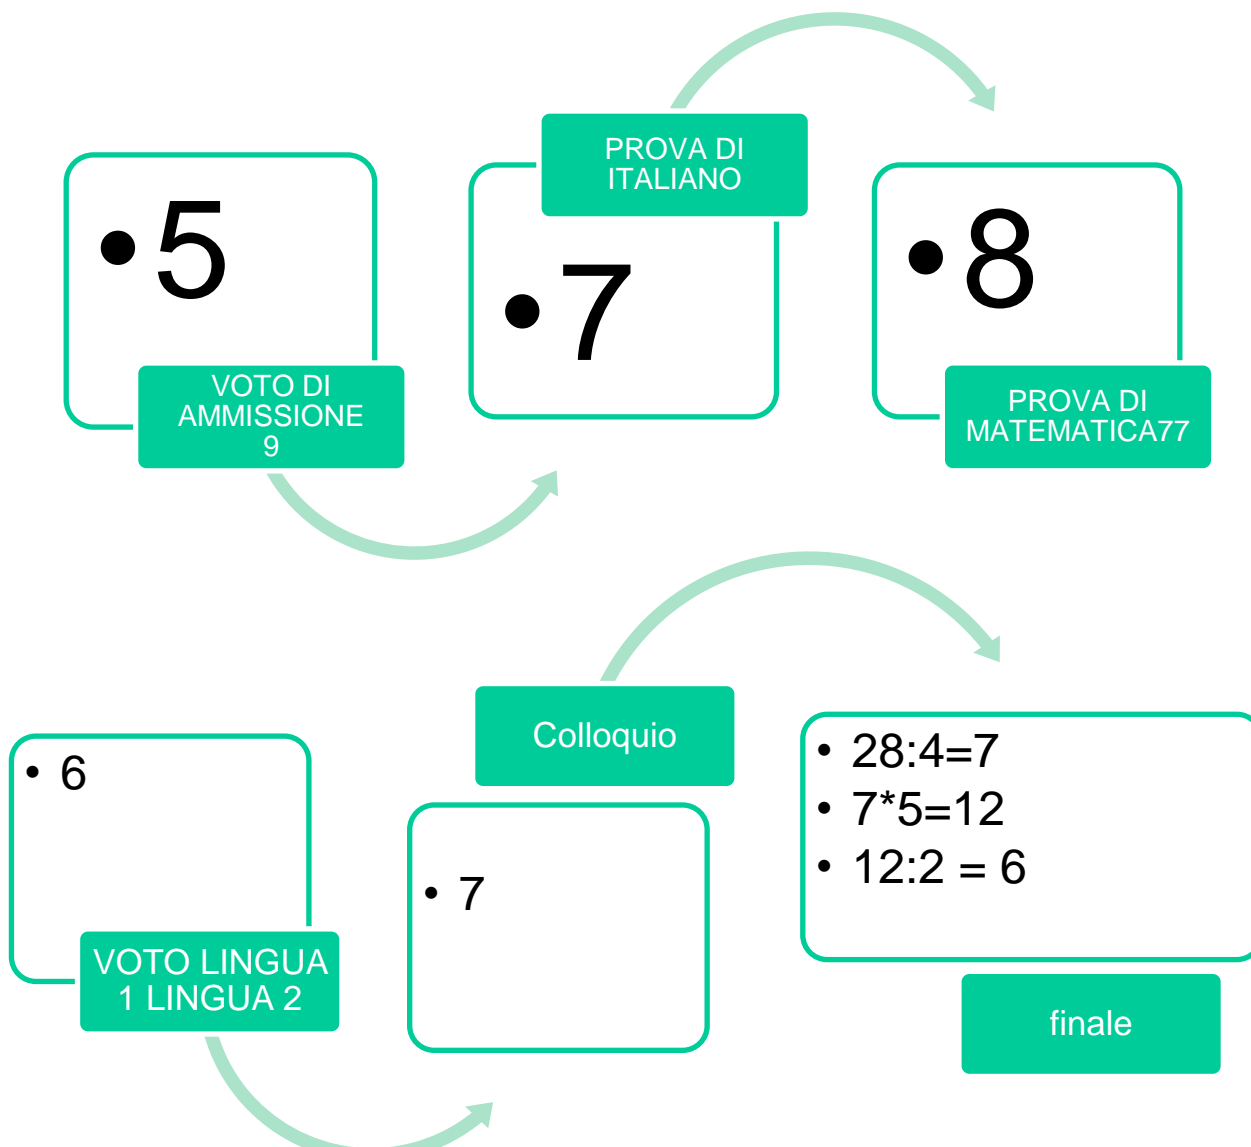 •5
VOTO DI
AMMISSIONE
9
PROVA DI
ITALIANO
•7
•8
PROVA DI
MATEMATICA77
• 6
VOTO LINGUA
1 LINGUA 2
Colloquio
• 7
• 28:4=7
• 7*5=12
• 12:2 = 6
finale